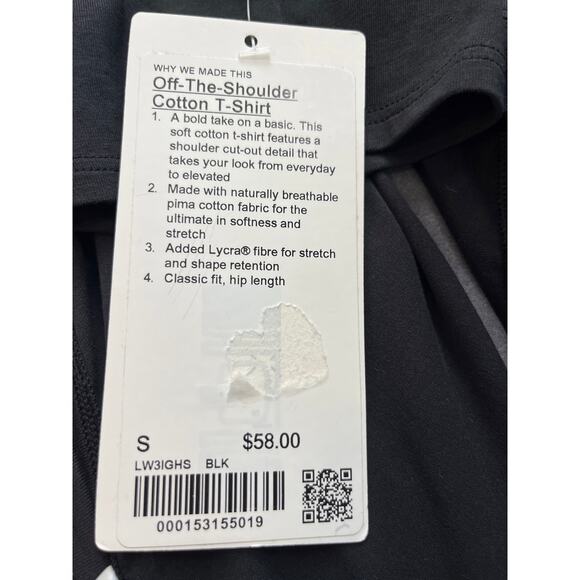 WHY WE MADE THIS
Off-The-Shoulder
Cotton T-Shirt
1. A bold take on a basic. This
soft cotton t-shirt features a
shoulder cut-out detail that
takes your look from everyday
to elevated
2. Made with naturally breathable
pima cotton fabric for the
ultimate in softness and
stretch
3. Added Lycra® fibre for stretch
and shape retention
4. Classic fit, hip length
S $58.00
LW3IGHS BLK
000153155019